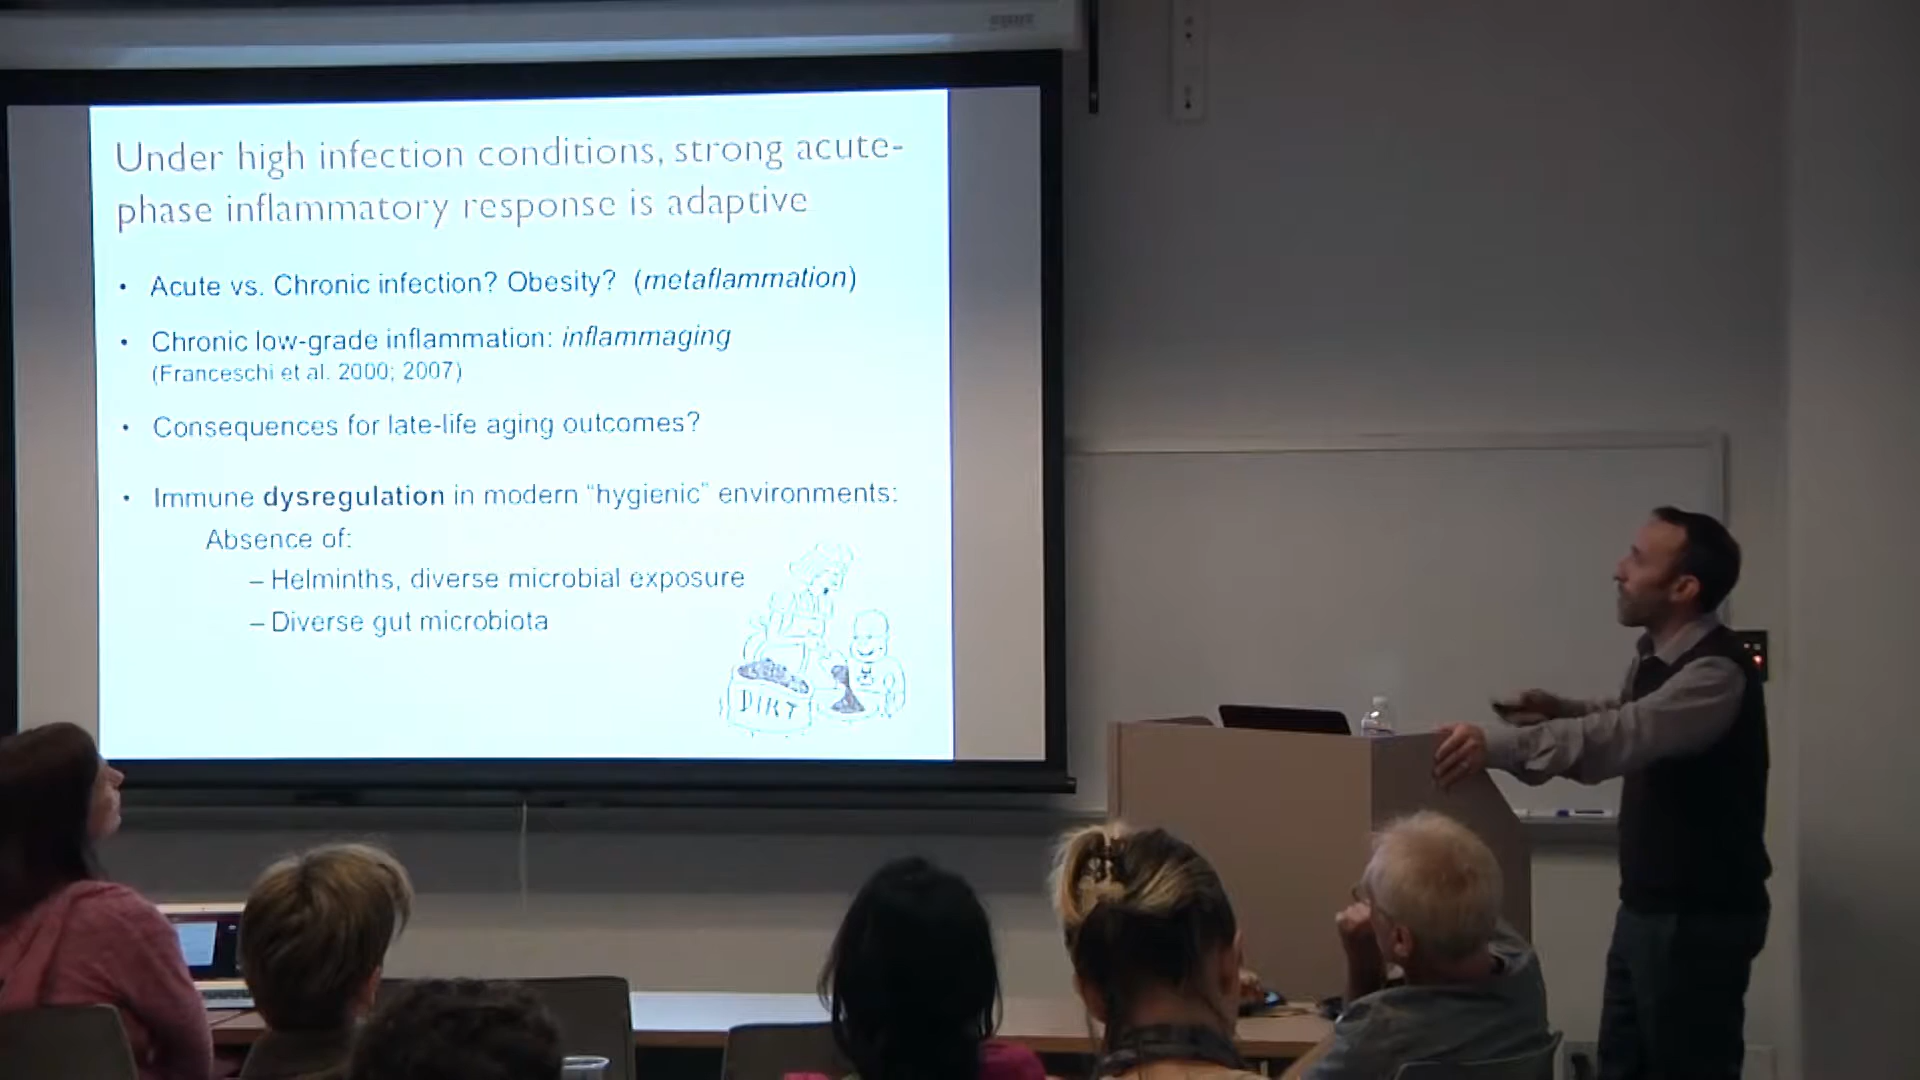 Under high infection conditions, strong acute-
phase inflammatory response is adaptive
• Acute vs. Chronic infection? Obesity? (metaflammation)
• Chronic low-grade inflammation: inflammaging
(Franceschi et al. 2000; 2007)
• Consequences for late-life aging outcomes?
• Immune dysregulation in modern “hygienic” environments:
Absence of:
– Helminths, diverse microbial exposure
– Diverse gut microbiota
DIRT